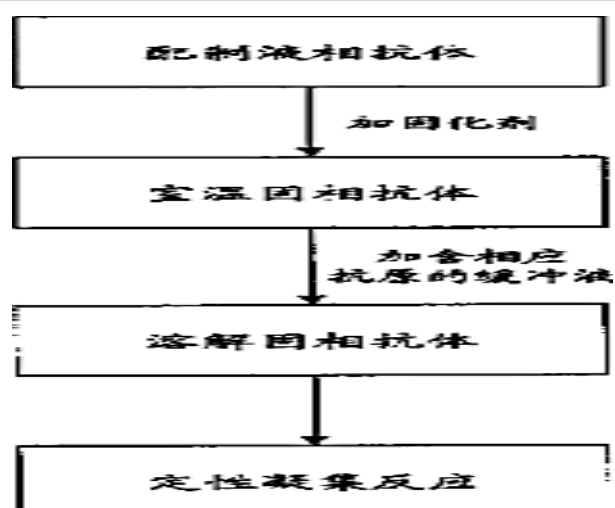 配制液相抗体
加固化剂
室温固相抗体
加含相应
抗原的缓冲液
溶解固相抗体
定性凝集反应